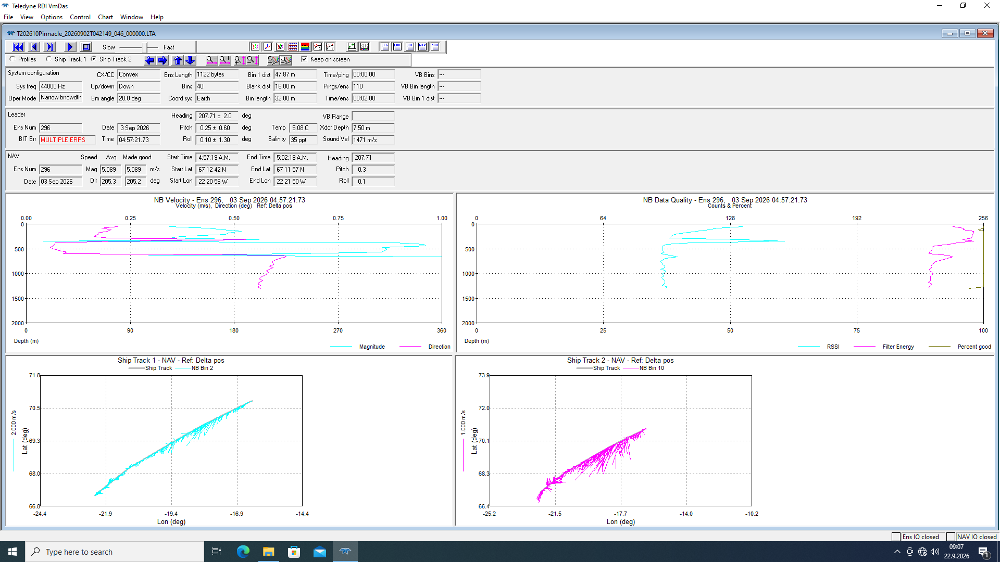 Teledyne RDI VmDas
File View Options Control Chart Window Help
T202610Pinnacle_20260902T042149_046_000000.LTA
Slow Fast
CFG LDR BOT WTR NAV
Profiles Ship Track 1 Ship Track 2 Keep on screen
System configuration CX/CC Convex Ens Length 1122 bytes Bin 1 dist 47.87 m Time/ping 00:00.00 VB Bins ---
Sys freq 44000 Hz Up/down Down Bins 40 Blank dist 16.00 m Pings/ens 110 VB Bin length ---
Oper Mode Narrow bndwdth Bm angle 20.0 deg Coord sys Earth Bin length 32.00 m Time/ens 00:02.00 VB Bin 1 dist ---
Leader Heading 207.71 ± 2.0 deg VB Range
Ens Num 296 Date 3 Sep 2026 Pitch 0.25 ± 0.60 deg Temp 5.08 C Xdcr Depth 7.50 m
BIT Err MULTIPLE ERRS Time 04:57:21.73 Roll 0.10 ± 1.30 deg Salinity 35 ppt Sound Vel 1471 m/s
NAV Speed Avg Made good Start Time 4:57:19 A.M. End Time 5:02:18 A.M. Heading 207.71
Ens Num 296 Mag 5.089 5.089 m/s Start Lat 67 12 42 N End Lat 67 11 57 N Pitch 0.3
Date 03 Sep 2026 Dir 205.3 205.2 deg Start Lon 22 20 56 W End Lon 22 21 50 W Roll 0.1
NB Velocity - Ens 296, 03 Sep 2026 04:57:21.73
Velocity (m/s), Direction (deg) Ref: Delta pos
0.00 0.25 0.50 0.75 1.00
0
500
1000
1500
2000
0 90 180 270 360
Depth (m)
Magnitude Direction
NB Data Quality - Ens 296, 03 Sep 2026 04:57:21.73
Counts & Percent
0 64 128 192 256
0
500
1000
1500
2000
0 25 50 75 100
Depth (m)
RSSI Filter Energy Percent good
Ship Track 1 - NAV - Ref: Delta pos
Ship Track NB Bin 2
71.8
70.5
69.3
68.0
66.8
2.000 m/s
Lat (deg)
-24.4 -21.9 -19.4 -16.9 -14.4
Lon (deg)
Ship Track 2 - NAV - Ref: Delta pos
Ship Track NB Bin 10
73.9
72.0
70.1
68.3
66.4
1.000 m/s
Lat (deg)
-25.2 -21.5 -17.7 -14.0 -10.2
Lon (deg)
Ens IO closed NAV IO closed
Type here to search
09:07
22.9.2026
1